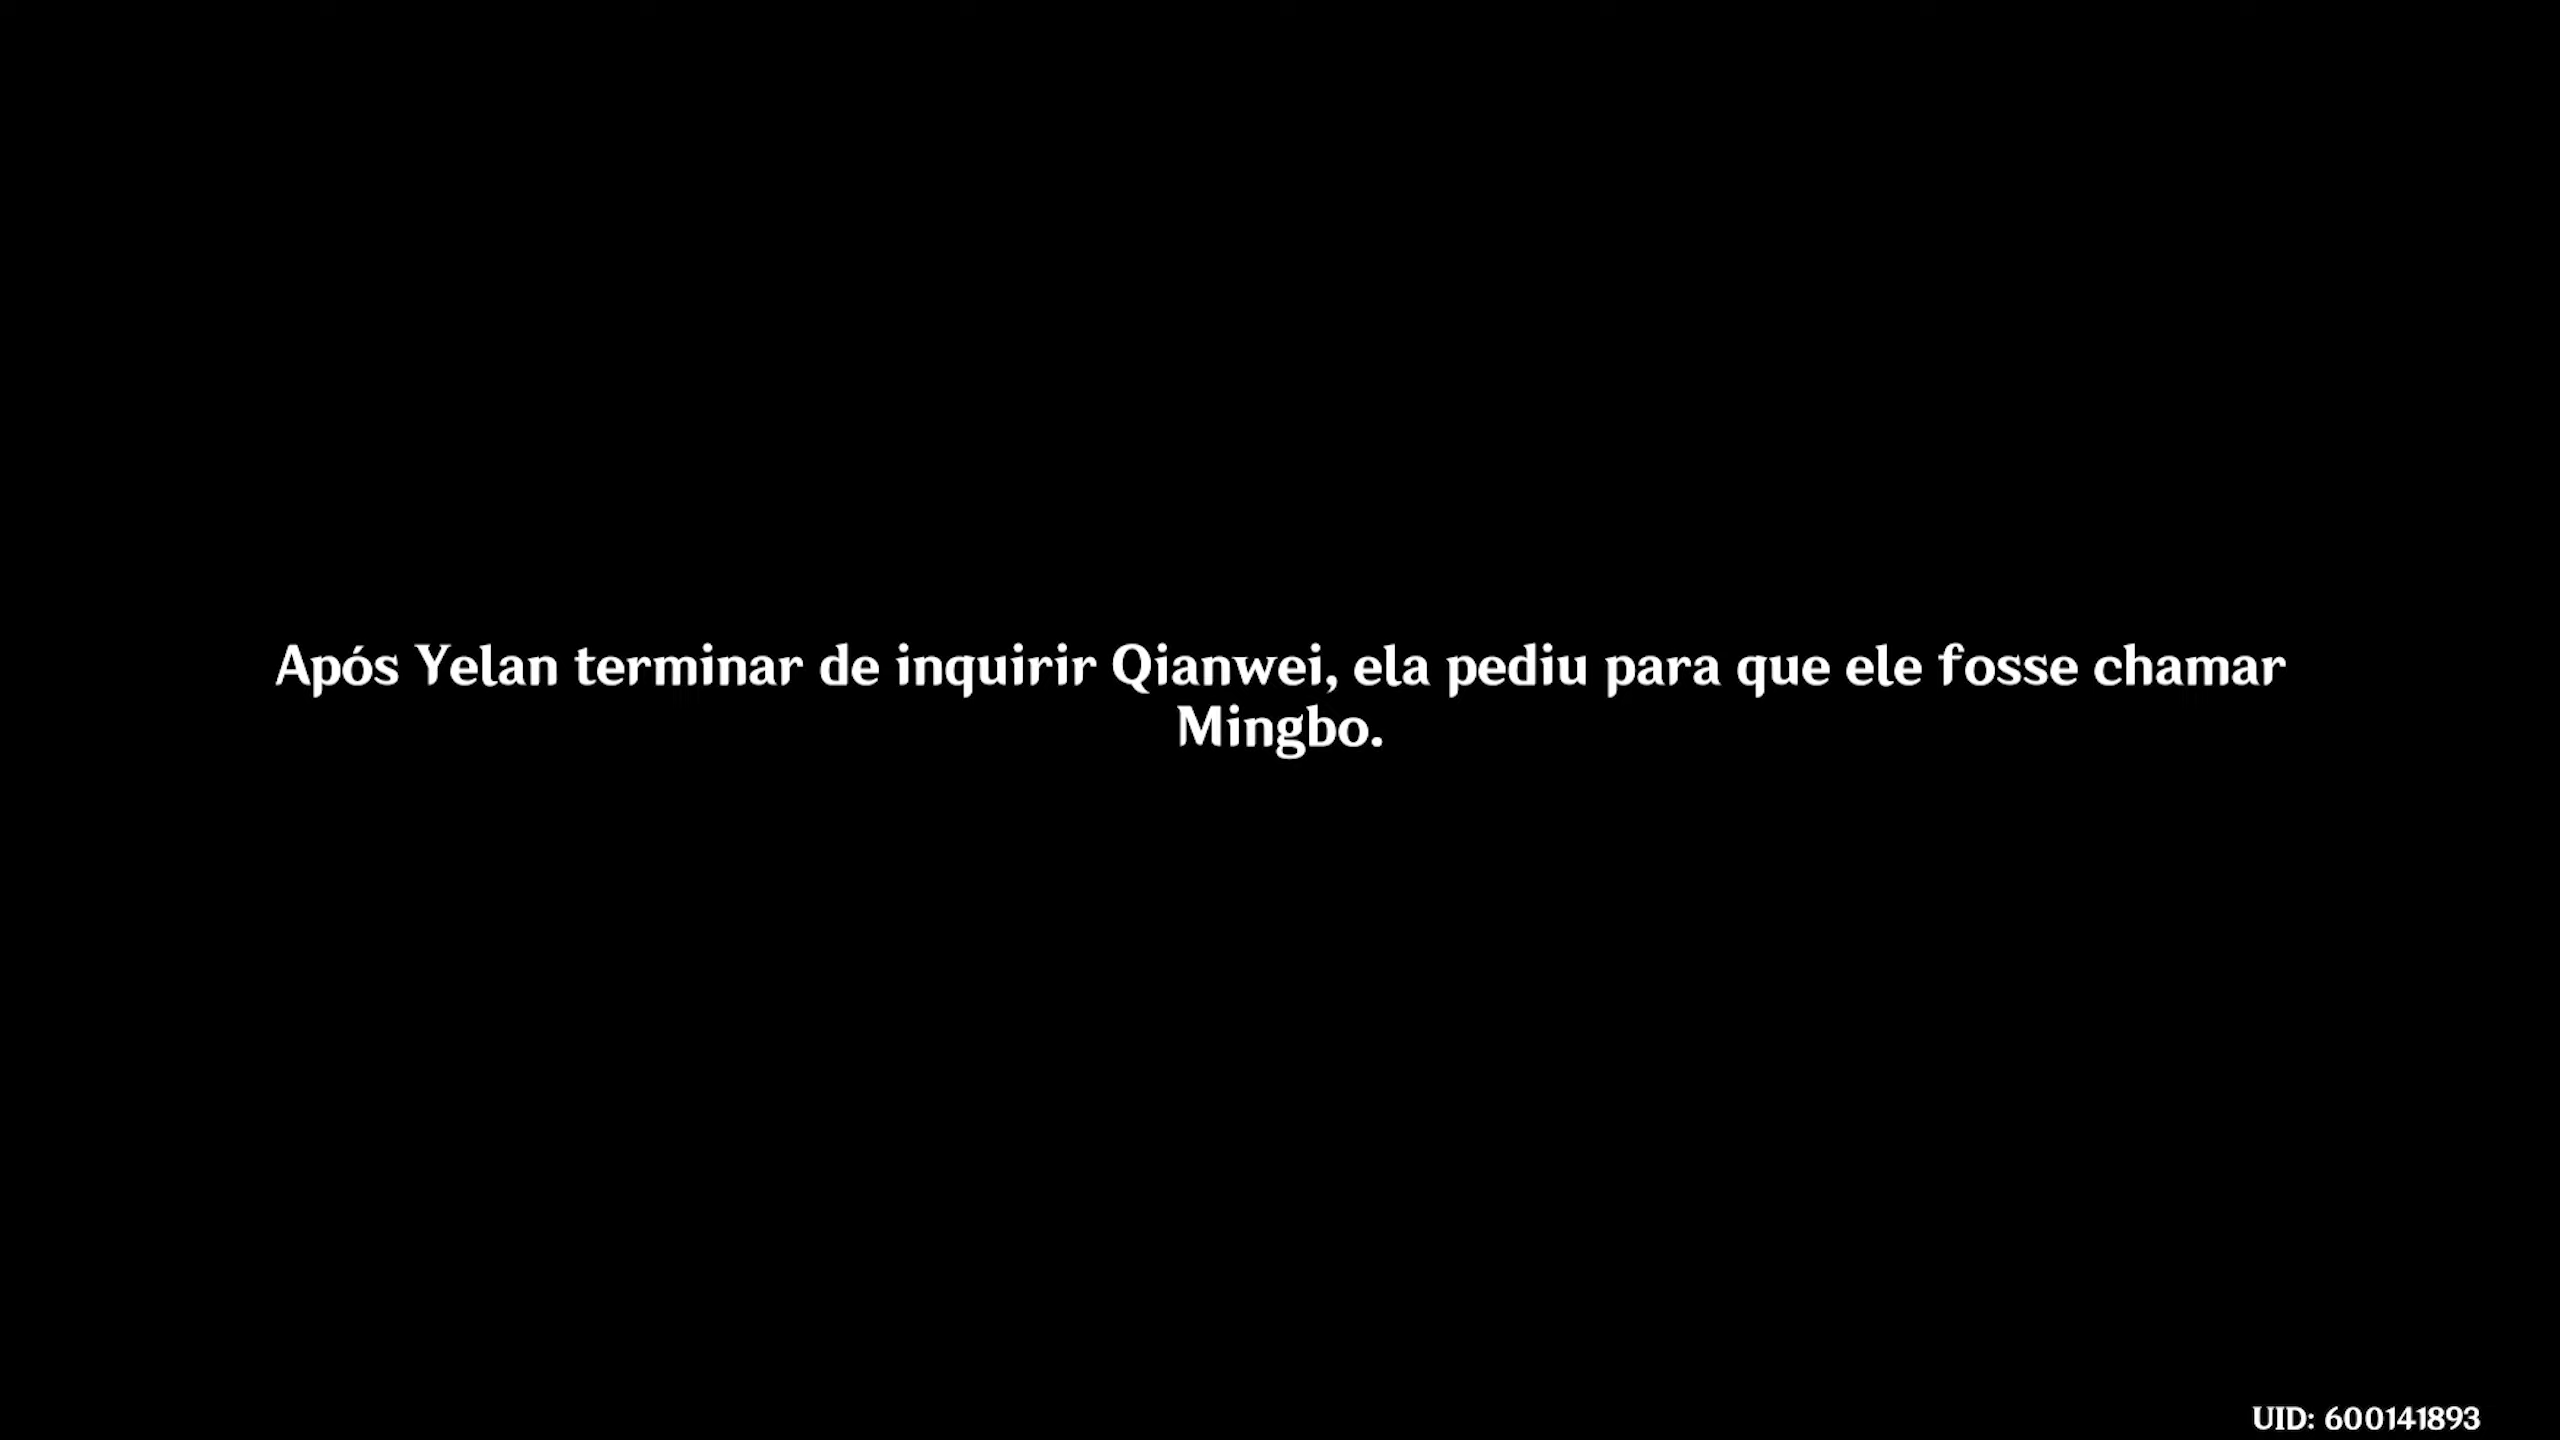 Após Yelan terminar de inquirir Qianwei, ela pediu para que ele fosse chamar
Mingbo.
UID: 600141893